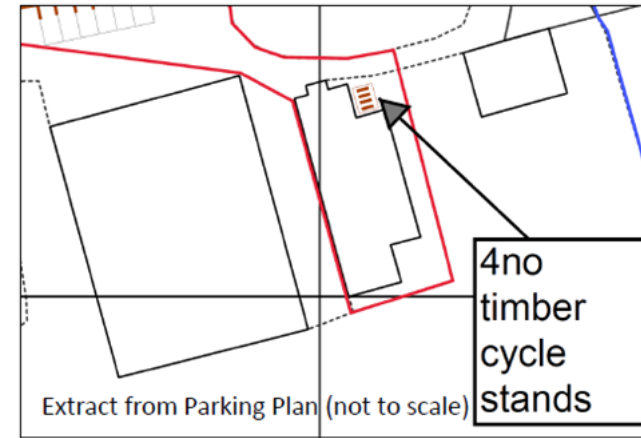 4no
timber
cycle
stands
Extract from Parking Plan (not to scale)